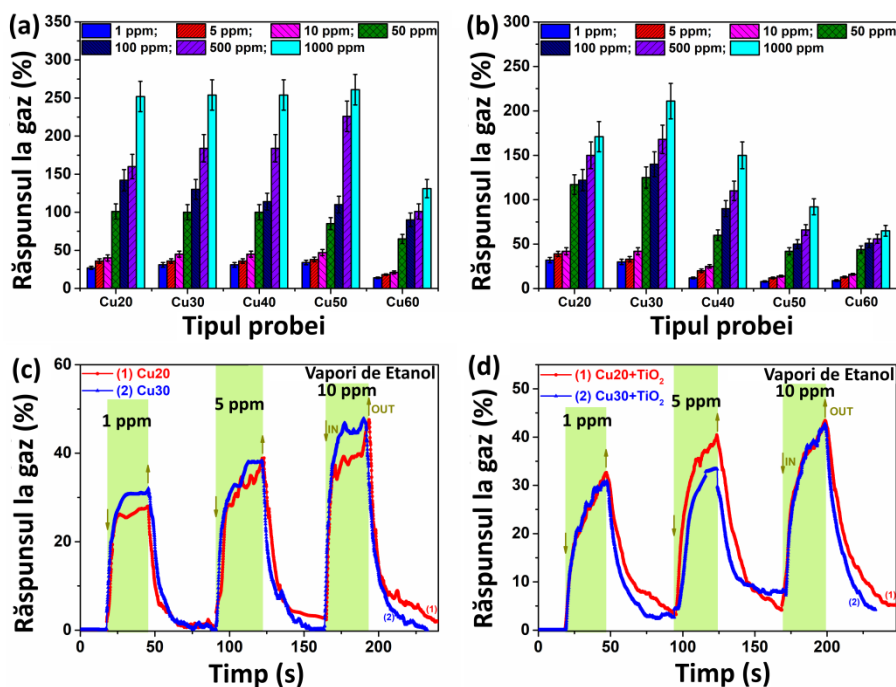 (a)
1 ppm; 5 ppm; 10 ppm; 50 ppm
100 ppm; 500 ppm; 1000 ppm
Răspunsul la gaz (%)
350
300
250
200
150
100
50
0
Cu20 Cu30 Cu40 Cu50 Cu60
Tipul probei
(b)
1 ppm; 5 ppm; 10 ppm; 50 ppm
100 ppm; 500 ppm; 1000 ppm
Răspunsul la gaz (%)
300
250
200
150
100
50
0
Cu20 Cu30 Cu40 Cu50 Cu60
Tipul probei
(c)
(1) Cu20
(2) Cu30
Vapori de Etanol
1 ppm
5 ppm
10 ppm
IN
OUT
(1)
(2)
Răspunsul la gaz (%)
60
40
20
0
0 50 100 150 200
Timp (s)
(d)
(1) Cu20+TiO₂
(2) Cu30+TiO₂
Vapori de Etanol
1 ppm
5 ppm
10 ppm
IN
OUT
(1)
(2)
Răspunsul la gaz (%)
50
40
30
20
10
0
0 50 100 150 200
Timp (s)